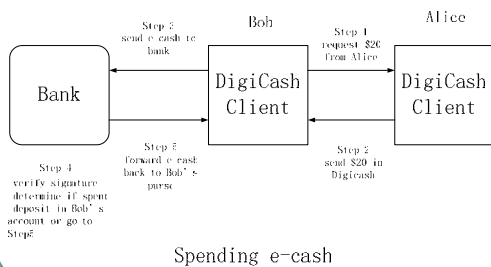 Bob
Alice
Step 3
send e cash to
bank
Step 1
request $20
from Alice
Bank
DigiCash
Client
DigiCash
Client
Step 5
forward e cash
back to Bob's
purse
Step 2
send $20 in
Digicash
Step 4
verify signature
determine if spent
deposit in Bob's
account or go to
Step5
Spending e-cash